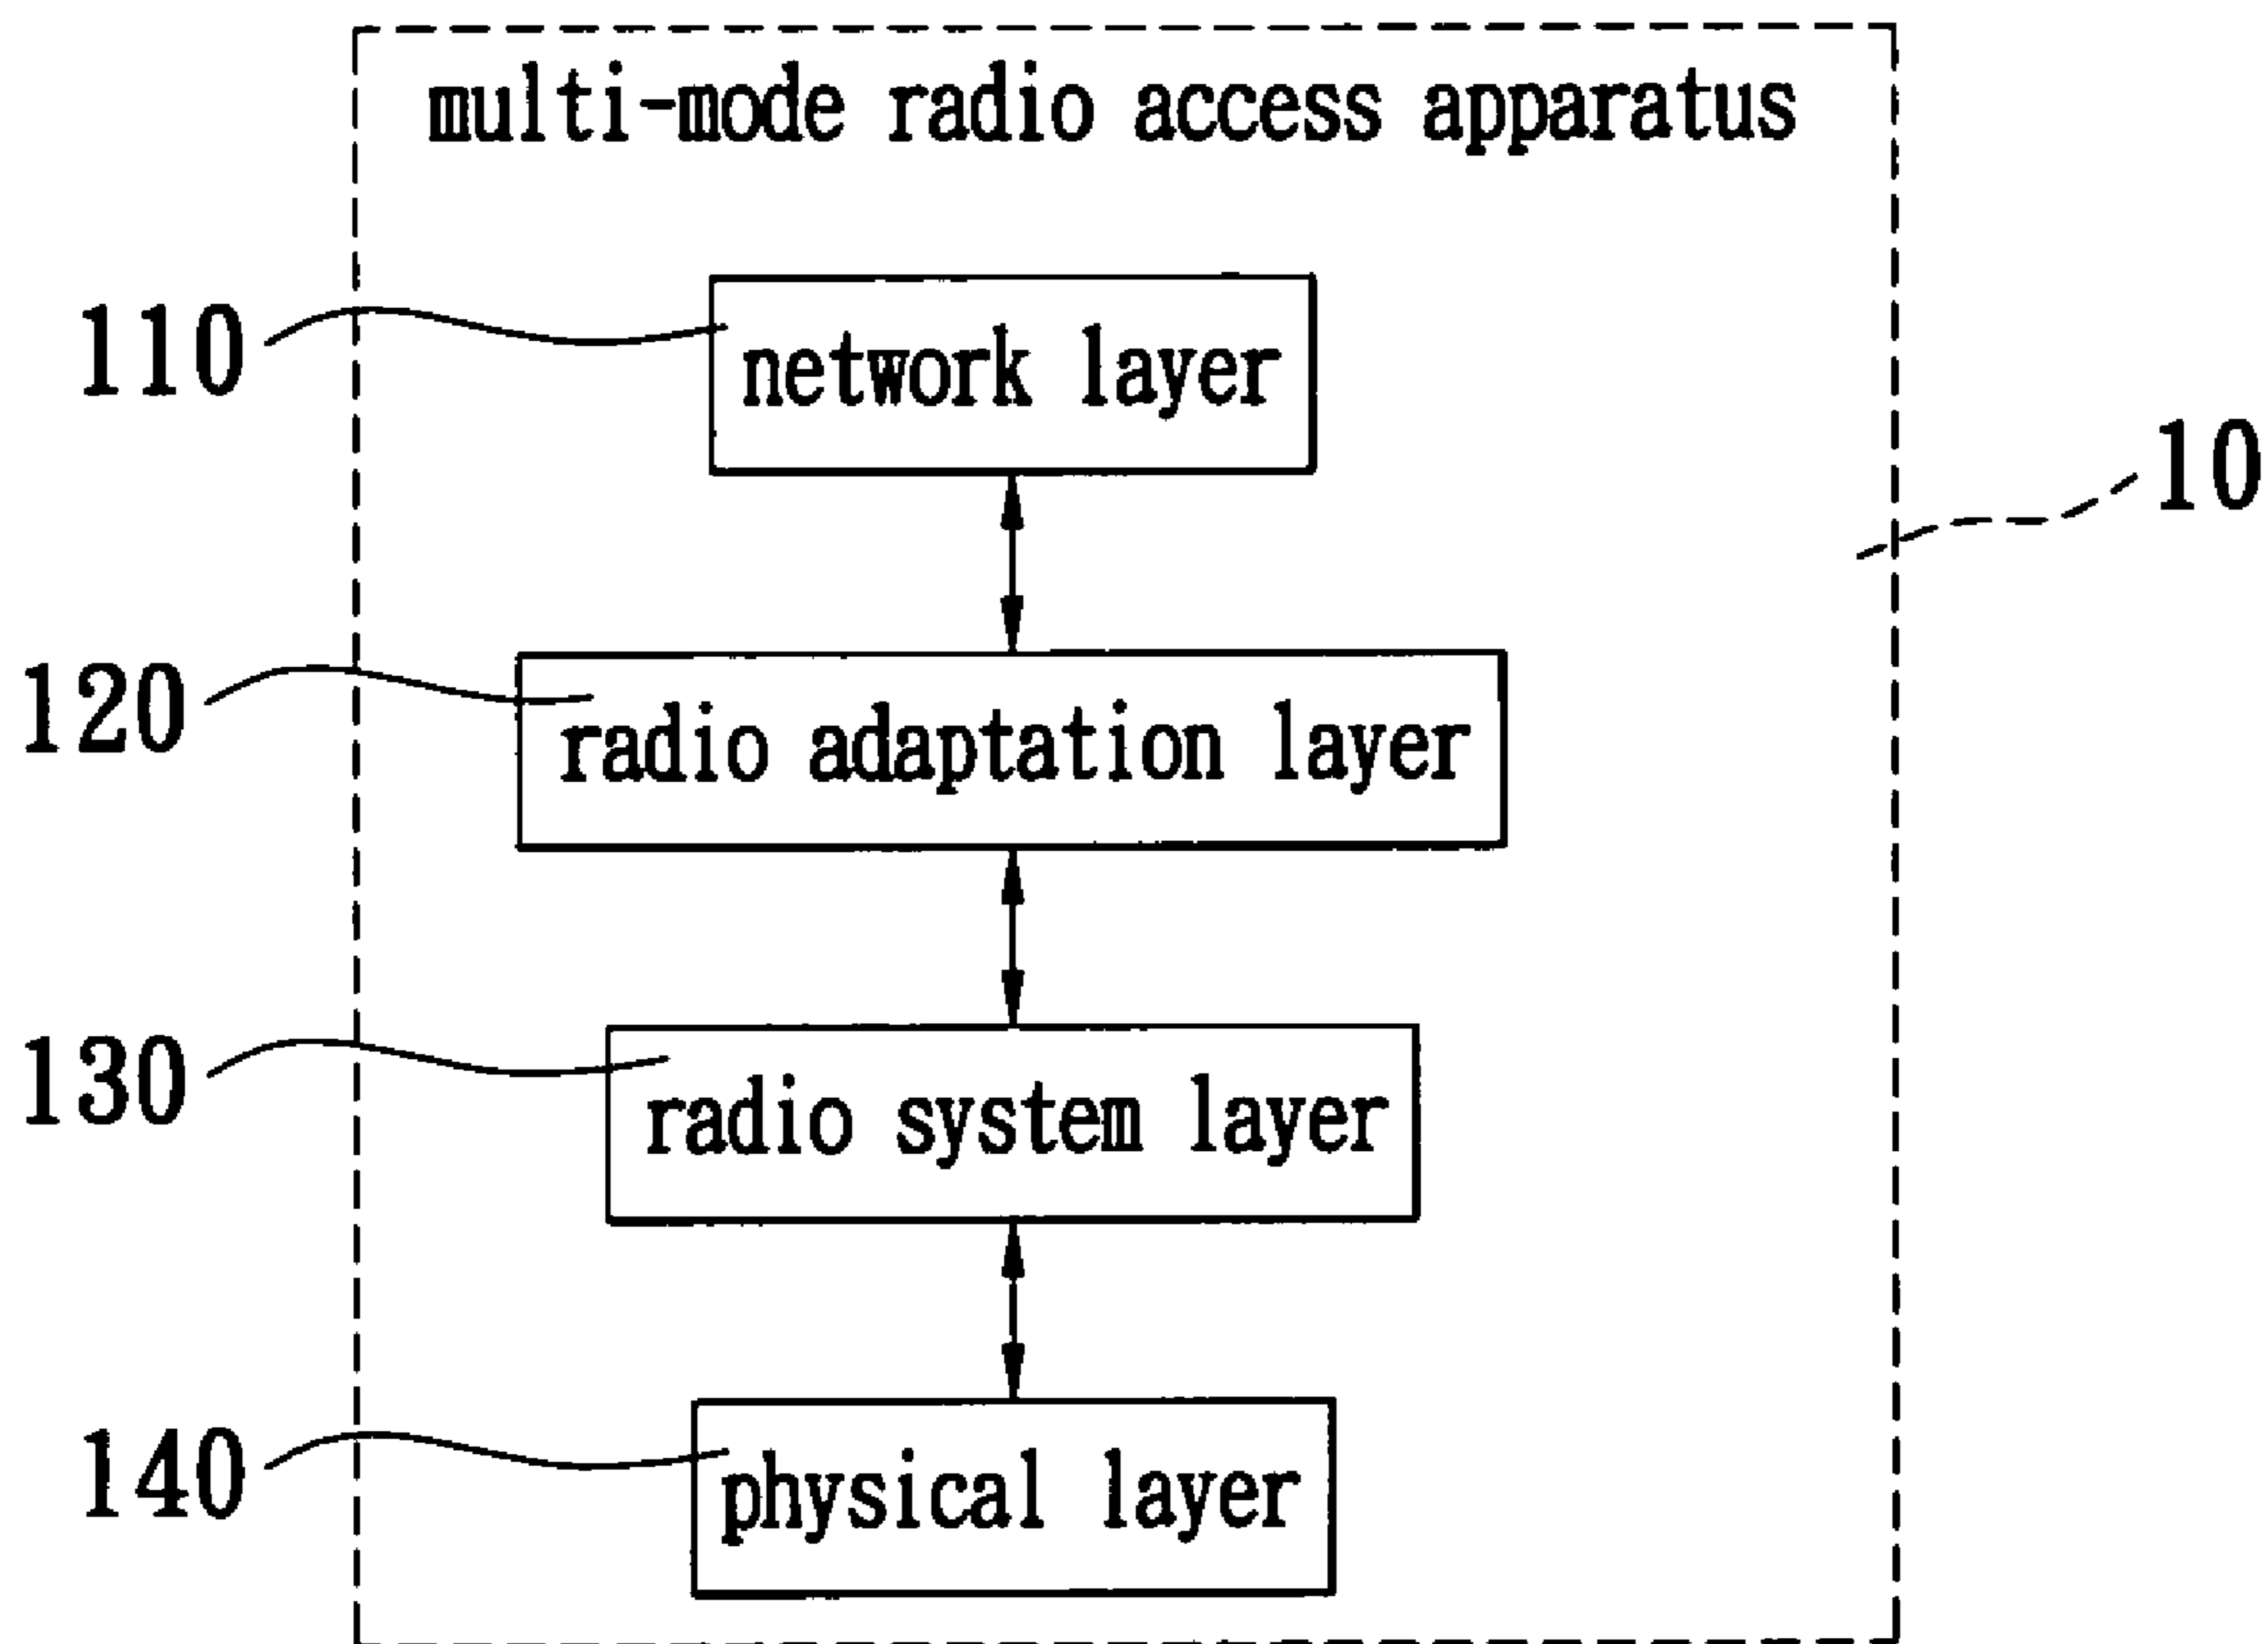 multi-mode radio access apparatus
110
network layer
10
120
radio adaptation layer
130
radio system layer
140
physical layer